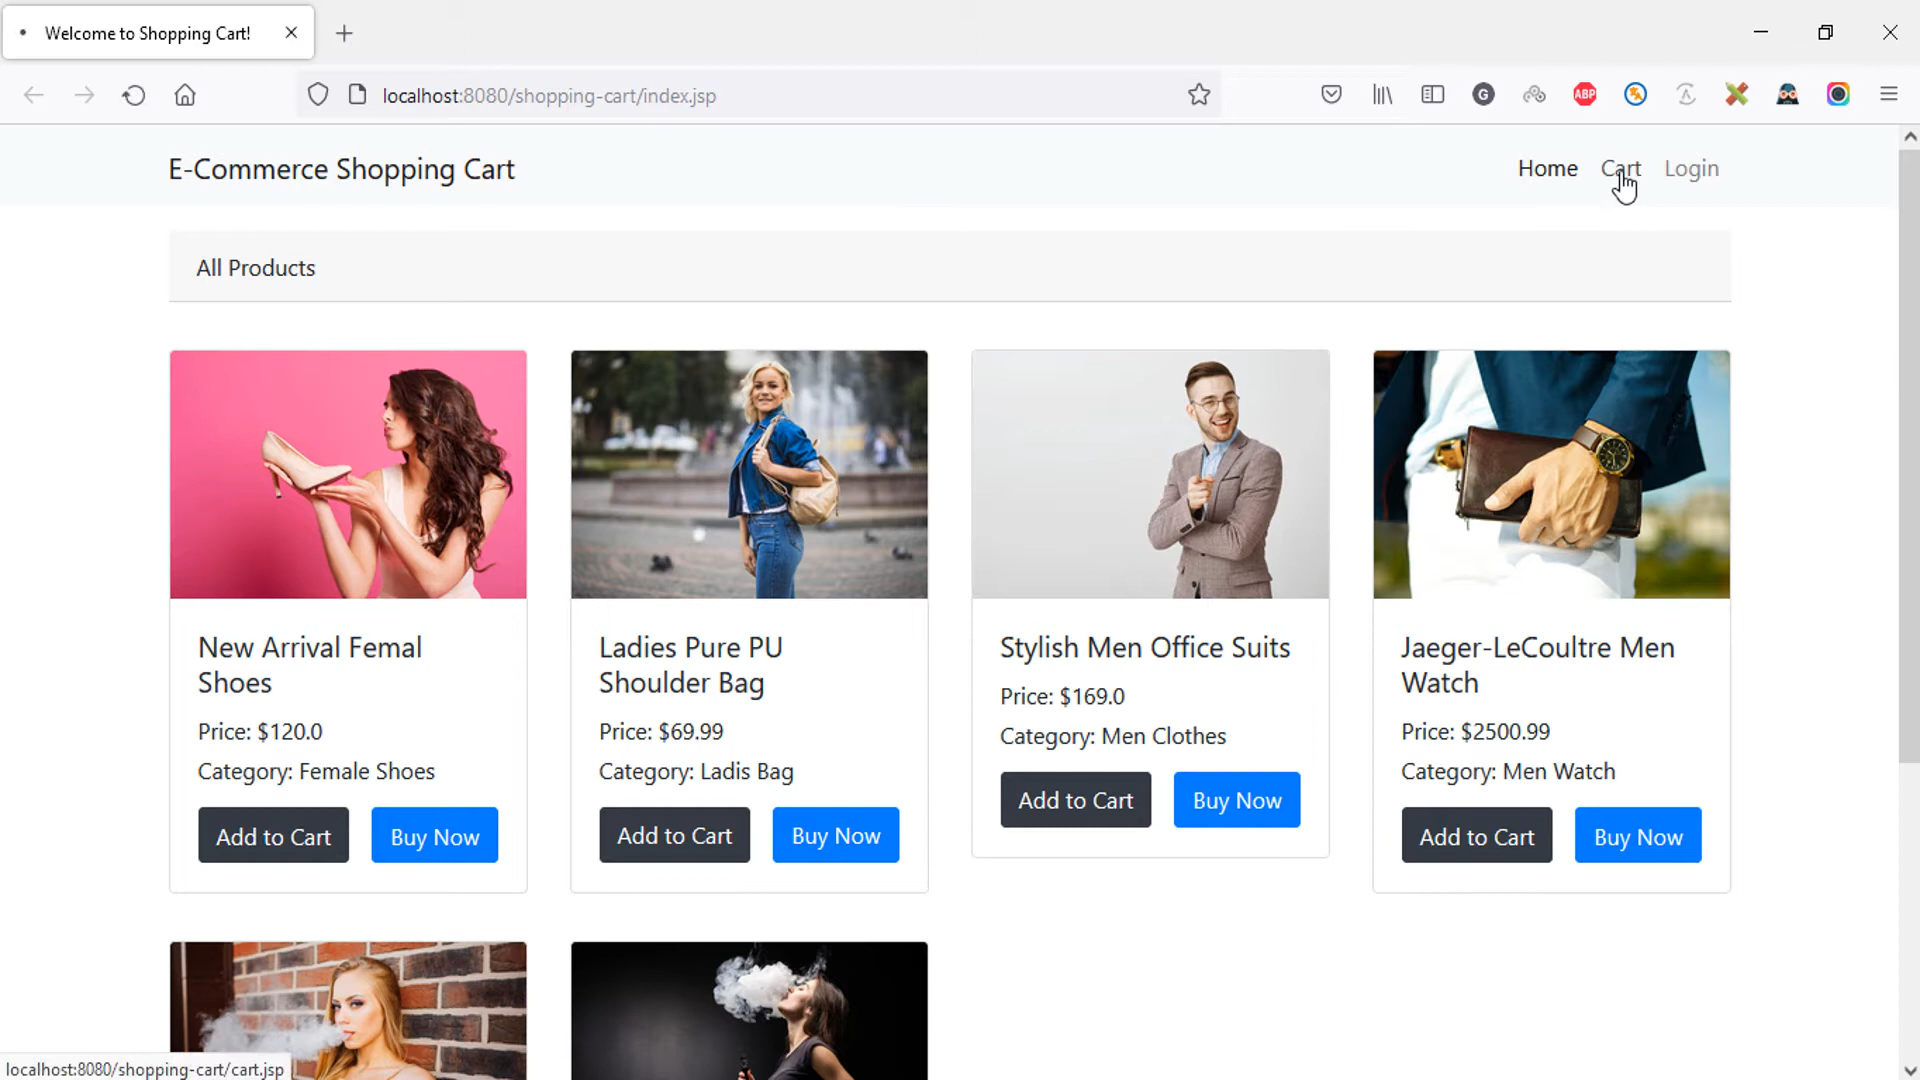 Welcome to Shopping Cart!
localhost:8080/shopping-cart/index.jsp
G
ABP
E-Commerce Shopping Cart
Home Cart Login
All Products
New Arrival Femal
Shoes
Price: $120.0
Category: Female Shoes
Add to Cart Buy Now
Ladies Pure PU
Shoulder Bag
Price: $69.99
Category: Ladis Bag
Add to Cart Buy Now
Stylish Men Office Suits
Price: $169.0
Category: Men Clothes
Add to Cart Buy Now
Jaeger-LeCoultre Men
Watch
Price: $2500.99
Category: Men Watch
Add to Cart Buy Now
localhost:8080/shopping-cart/cart.jsp